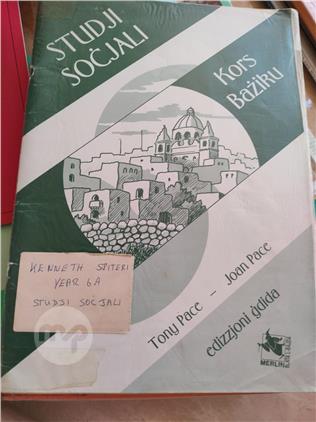 STUDJI
SOĊJALI
Kors
Bażiku
KENNETH SPITERI
YEAR 6A
STUDJI SOĊJALI
Tony Pace - Joan Pace
edizzjoni ġdida
MERLIN